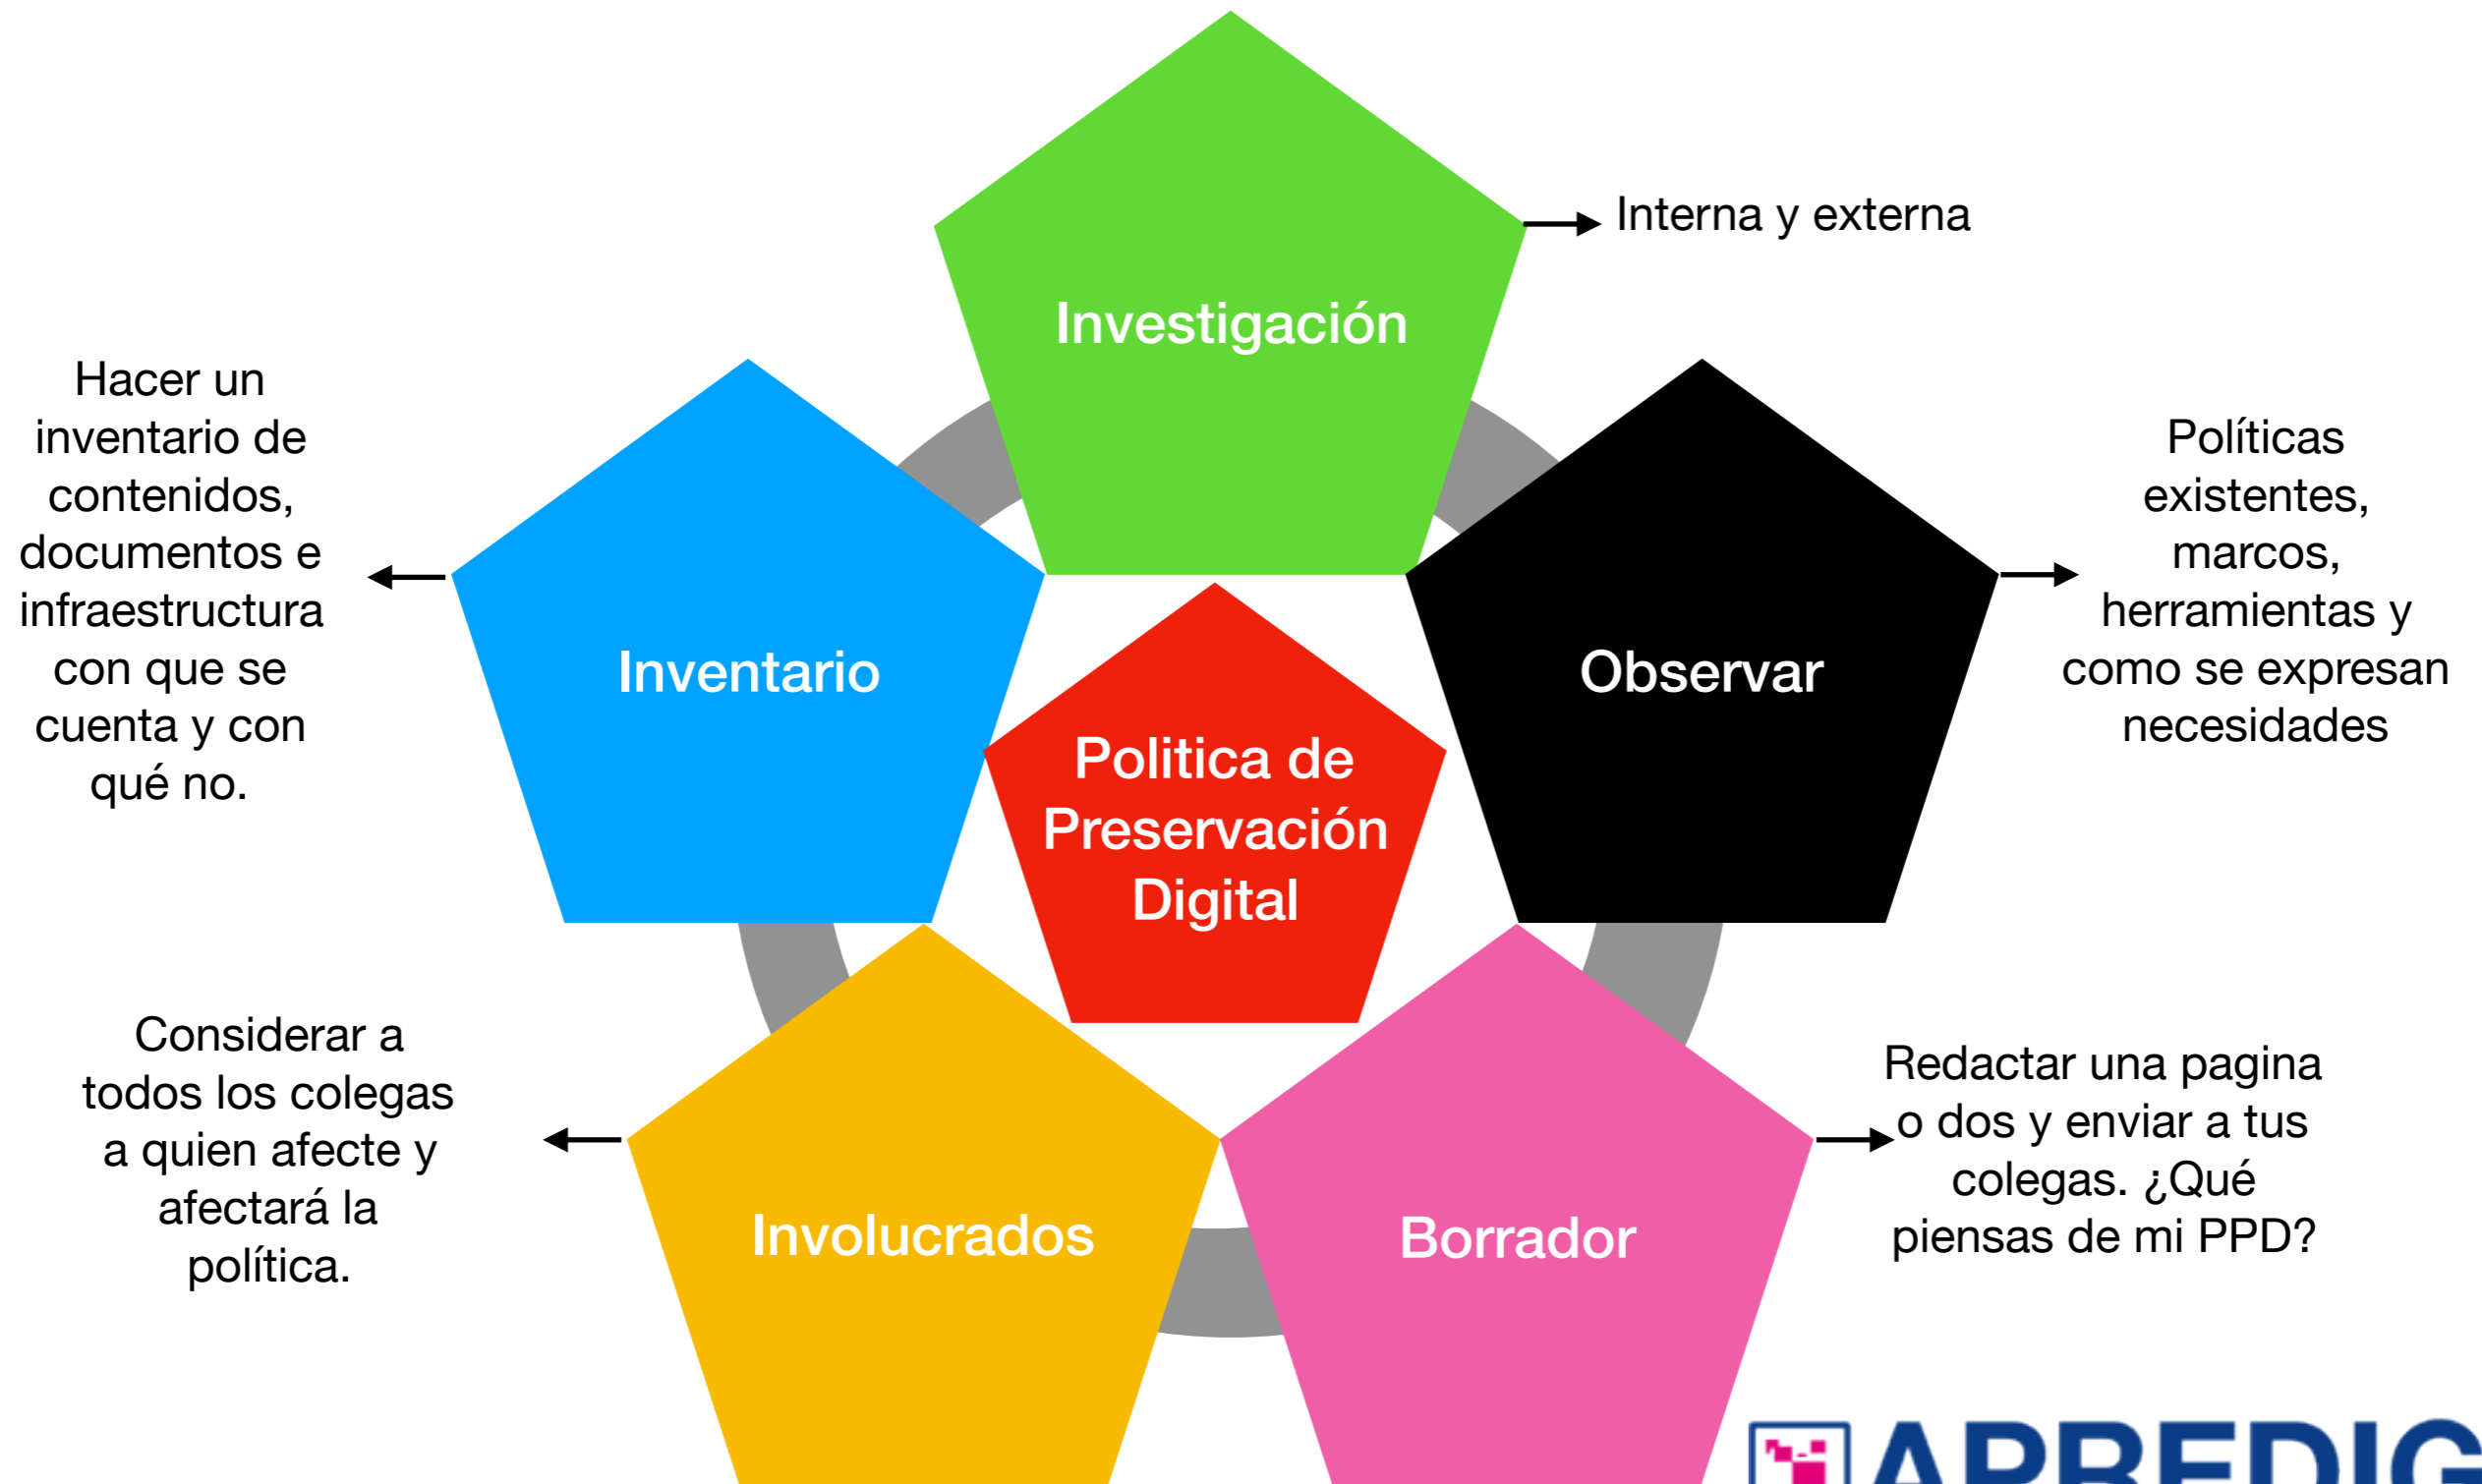 Investigación
Interna y externa
Observar
Políticas
existentes,
marcos,
herramientas y
como se expresan
necesidades
Borrador
Redactar una pagina
o dos y enviar a tus
colegas. ¿Qué
piensas de mi PPD?
Involucrados
Considerar a
todos los colegas
a quien afecte y
afectará la
política.
Inventario
Hacer un
inventario de
contenidos,
documentos e
infraestructura
con que se
cuenta y con
qué no.
Politica de
Preservación
Digital
APREDIG